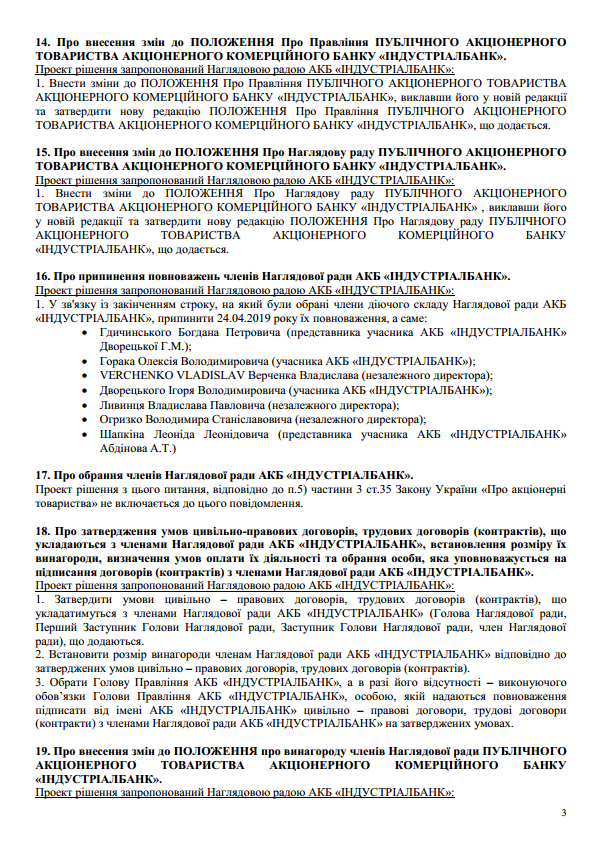 14. Про внесення змін до ПОЛОЖЕННЯ Про Правління ПУБЛІЧНОГО АКЦІОНЕРНОГО
ТОВАРИСТВА АКЦІОНЕРНОГО КОМЕРЦІЙНОГО БАНКУ «ІНДУСТРІАЛБАНК».
Проект рішення запропонований Наглядовою радою АКБ «ІНДУСТРІАЛБАНК»:
1. Внести зміни до ПОЛОЖЕННЯ Про Правління ПУБЛІЧНОГО АКЦІОНЕРНОГО ТОВАРИСТВА
АКЦІОНЕРНОГО КОМЕРЦІЙНОГО БАНКУ «ІНДУСТРІАЛБАНК», виклавши його у новій редакції
та затвердити нову редакцію ПОЛОЖЕННЯ Про Правління ПУБЛІЧНОГО АКЦІОНЕРНОГО
ТОВАРИСТВА АКЦІОНЕРНОГО КОМЕРЦІЙНОГО БАНКУ «ІНДУСТРІАЛБАНК», що додається.
15. Про внесення змін до ПОЛОЖЕННЯ Про Наглядову раду ПУБЛІЧНОГО АКЦІОНЕРНОГО
ТОВАРИСТВА АКЦІОНЕРНОГО КОМЕРЦІЙНОГО БАНКУ «ІНДУСТРІАЛБАНК».
Проект рішення запропонований Наглядовою радою АКБ «ІНДУСТРІАЛБАНК»:
1. Внести зміни до ПОЛОЖЕННЯ Про Наглядову раду ПУБЛІЧНОГО АКЦІОНЕРНОГО
ТОВАРИСТВА АКЦІОНЕРНОГО КОМЕРЦІЙНОГО БАНКУ «ІНДУСТРІАЛБАНК» , виклавши його
у новій редакції та затвердити нову редакцію ПОЛОЖЕННЯ Про Наглядову раду ПУБЛІЧНОГО
АКЦІОНЕРНОГО ТОВАРИСТВА АКЦІОНЕРНОГО КОМЕРЦІЙНОГО БАНКУ
«ІНДУСТРІАЛБАНК», що додається.
16. Про припинення повноважень членів Наглядової ради АКБ «ІНДУСТРІАЛБАНК».
Проект рішення запропонований Наглядовою радою АКБ «ІНДУСТРІАЛБАНК»:
1. У зв'язку із закінченням строку, на який були обрані члени діючого складу Наглядової ради АКБ
«ІНДУСТРІАЛБАНК», припинити 24.04.2019 року їх повноваження, а саме:
• Гдичинського Богдана Петровича (представника учасника АКБ «ІНДУСТРІАЛБАНК»
Дворецької Г.М.);
• Горака Олексія Володимировича (учасника АКБ «ІНДУСТРІАЛБАНК»);
• VERCHENKO VLADISLAV Верченка Владислава (незалежного директора);
• Дворецького Ігоря Володимировича (учасника АКБ «ІНДУСТРІАЛБАНК»);
• Ливинця Владислава Павловича (незалежного директора);
• Огризко Володимира Станіславовича (незалежного директора);
• Шапкіна Леоніда Леонідовича (представника учасника АКБ «ІНДУСТРІАЛБАНК»
Абдінова А.Т.)
17. Про обрання членів Наглядової ради АКБ «ІНДУСТРІАЛБАНК».
Проект рішення з цього питання, відповідно до п.5) частини 3 ст.35 Закону України «Про акціонерні
товариства» не включається до цього повідомлення.
18. Про затвердження умов цивільно-правових договорів, трудових договорів (контрактів), що
укладаються з членами Наглядової ради АКБ «ІНДУСТРІАЛБАНК», встановлення розміру їх
винагороди, визначення умов оплати їх діяльності та обрання особи, яка уповноважується на
підписання договорів (контрактів) з членами Наглядової ради АКБ «ІНДУСТРІАЛБАНК».
Проект рішення запропонований Наглядовою радою АКБ «ІНДУСТРІАЛБАНК»:
1. Затвердити умови цивільно – правових договорів, трудових договорів (контрактів), що
укладатимуться з членами Наглядової ради АКБ «ІНДУСТРІАЛБАНК» (Голова Наглядової ради,
Перший Заступник Голови Наглядової ради, Заступник Голови Наглядової ради, член Наглядової
ради), що додаються.
2. Встановити розмір винагороди членам Наглядової ради АКБ «ІНДУСТРІАЛБАНК» відповідно до
затверджених умов цивільно – правових договорів, трудових договорів (контрактів).
3. Обрати Голову Правління АКБ «ІНДУСТРІАЛБАНК», а в разі його відсутності – виконуючого
обов’язки Голови Правління АКБ «ІНДУСТРІАЛБАНК», особою, якій надаються повноваження
підписати від імені АКБ «ІНДУСТРІАЛБАНК» цивільно – правові договори, трудові договори
(контракти) з членами Наглядової ради АКБ «ІНДУСТРІАЛБАНК» на затверджених умовах.
19. Про внесення змін до ПОЛОЖЕННЯ про винагороду членів Наглядової ради ПУБЛІЧНОГО
АКЦІОНЕРНОГО ТОВАРИСТВА АКЦІОНЕРНОГО КОМЕРЦІЙНОГО БАНКУ
«ІНДУСТРІАЛБАНК».
Проект рішення запропонований Наглядовою радою АКБ «ІНДУСТРІАЛБАНК»:
3